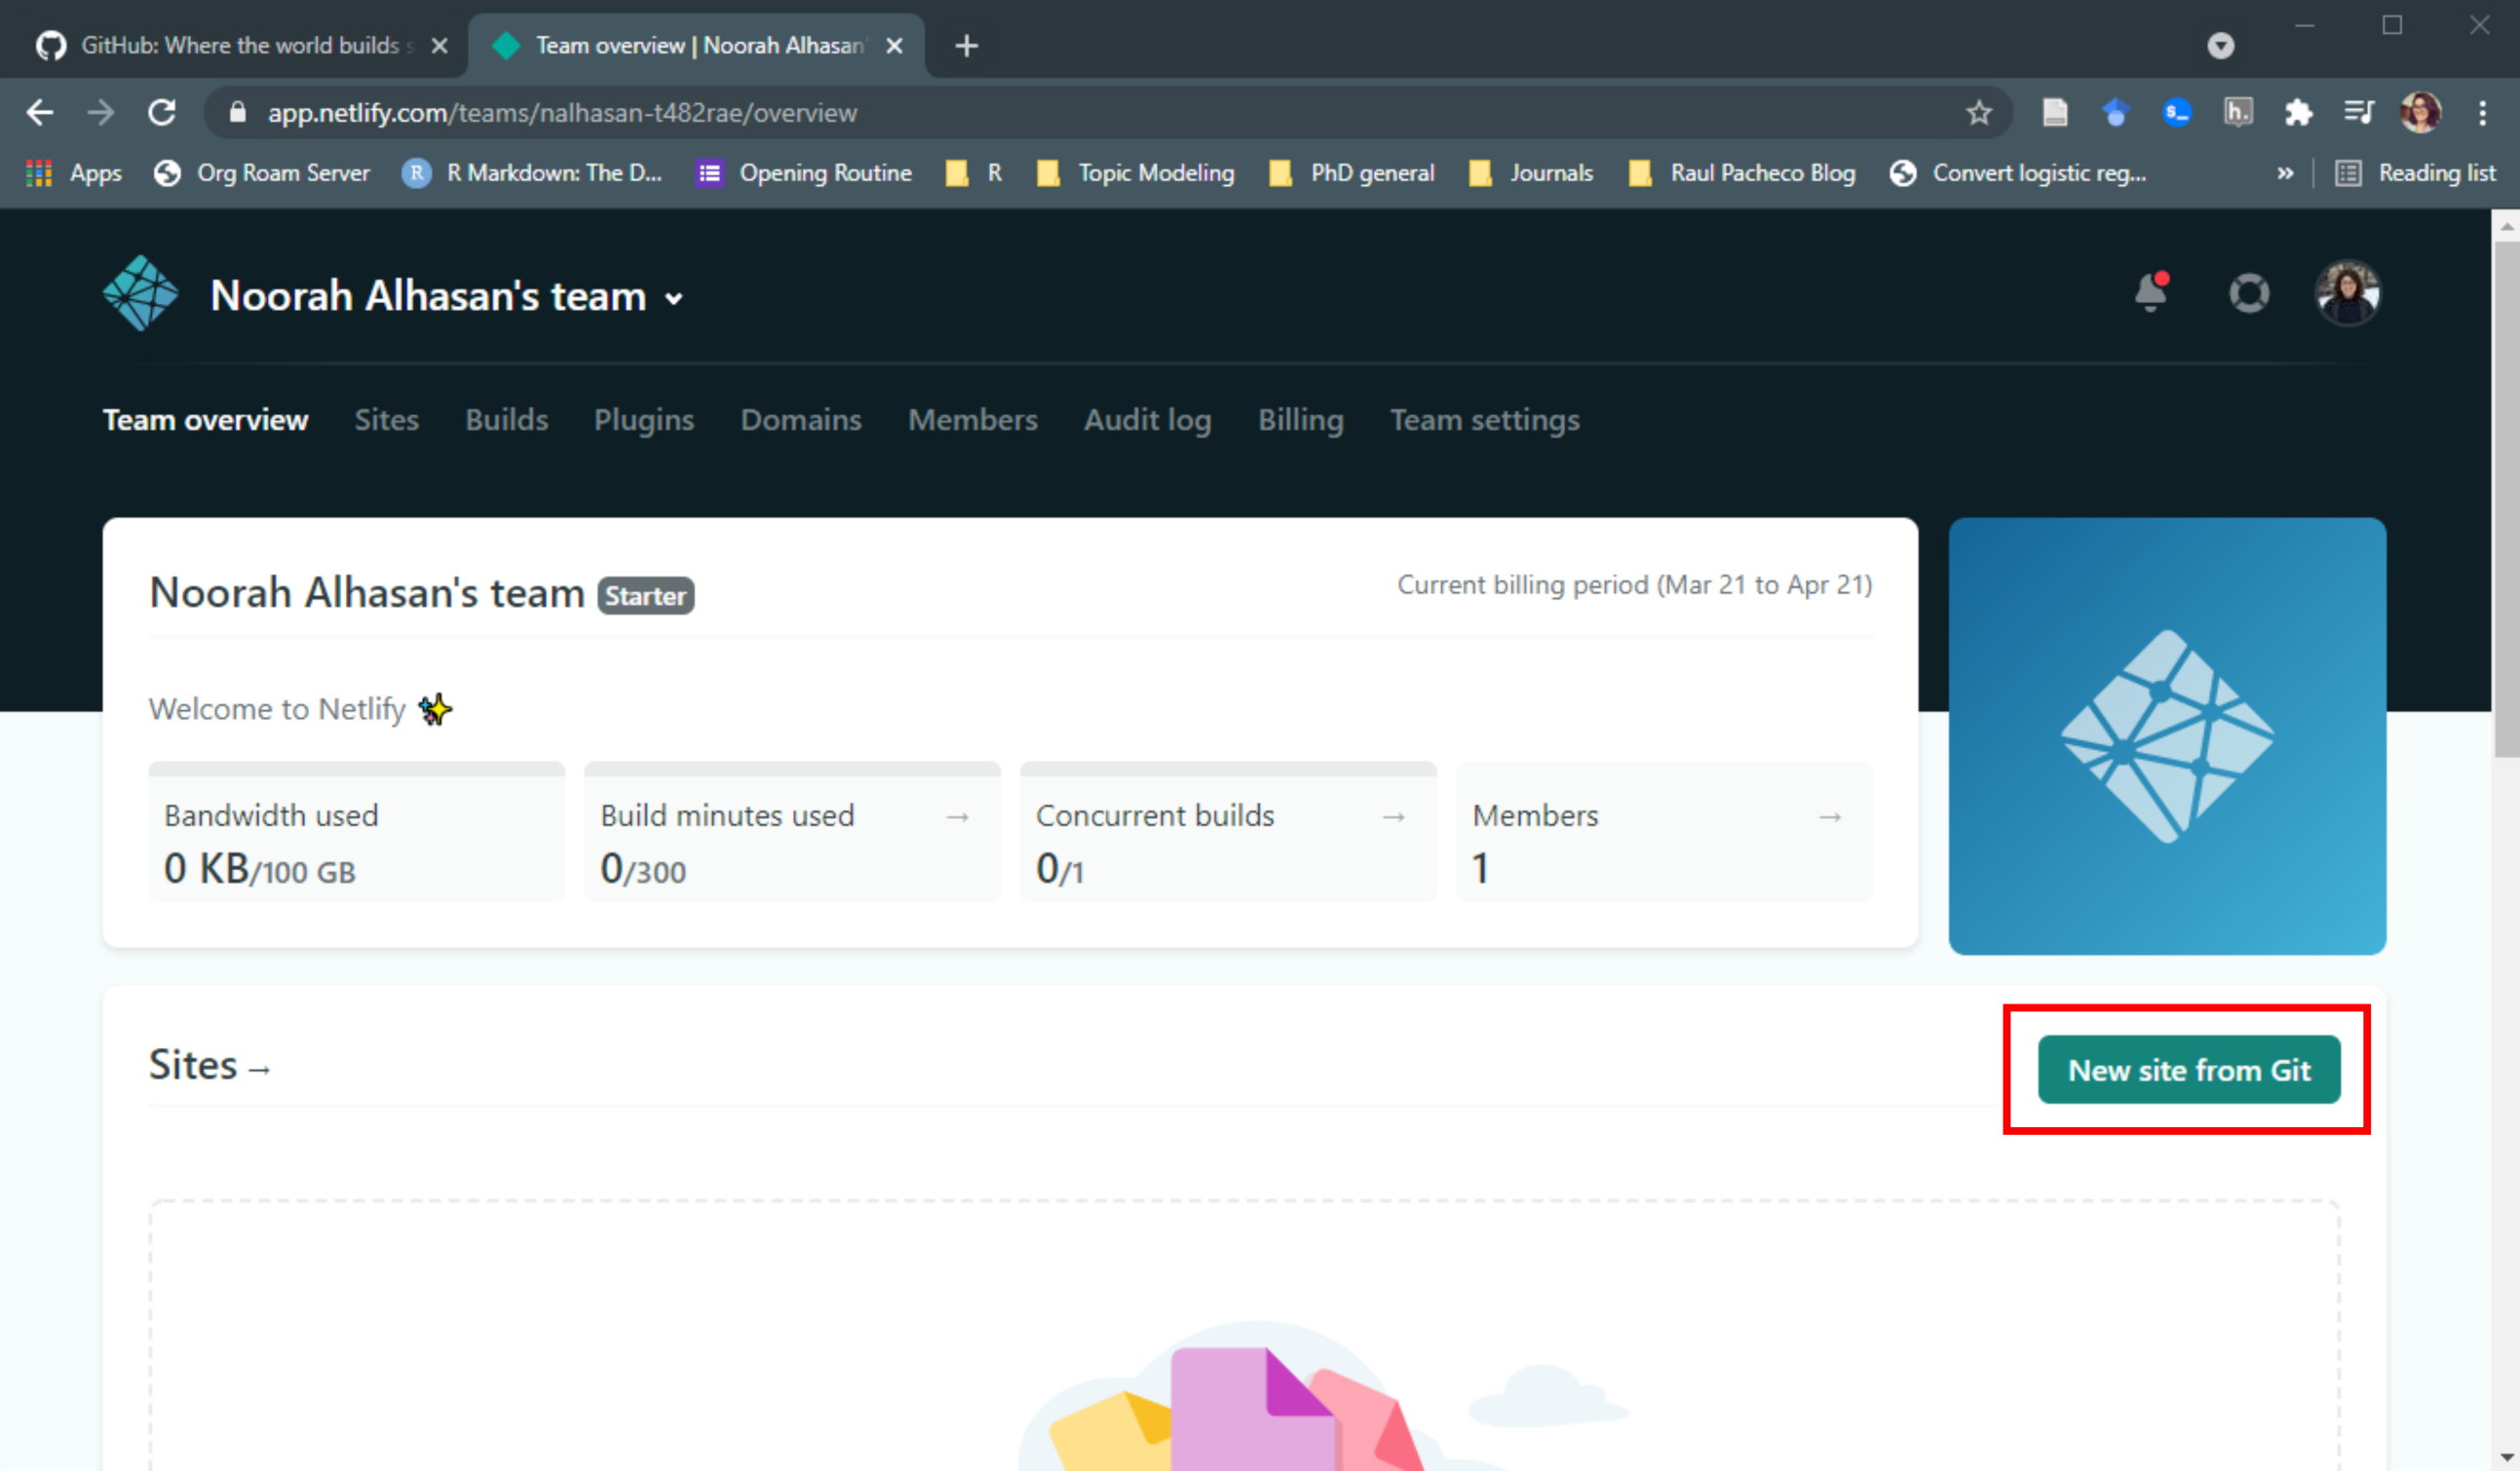 GitHub: Where the world builds s
Team overview | Noorah Alhasan'
app.netlify.com/teams/nalhasan-t482rae/overview
Apps Org Roam Server R Markdown: The D... Opening Routine R Topic Modeling PhD general Journals Raul Pacheco Blog Convert logistic reg... » Reading list
Noorah Alhasan's team
Team overview Sites Builds Plugins Domains Members Audit log Billing Team settings
Noorah Alhasan's team Starter
Current billing period (Mar 21 to Apr 21)
Welcome to Netlify ✨
Bandwidth used
0 KB/100 GB
Build minutes used →
0/300
Concurrent builds →
0/1
Members →
1
Sites →
New site from Git